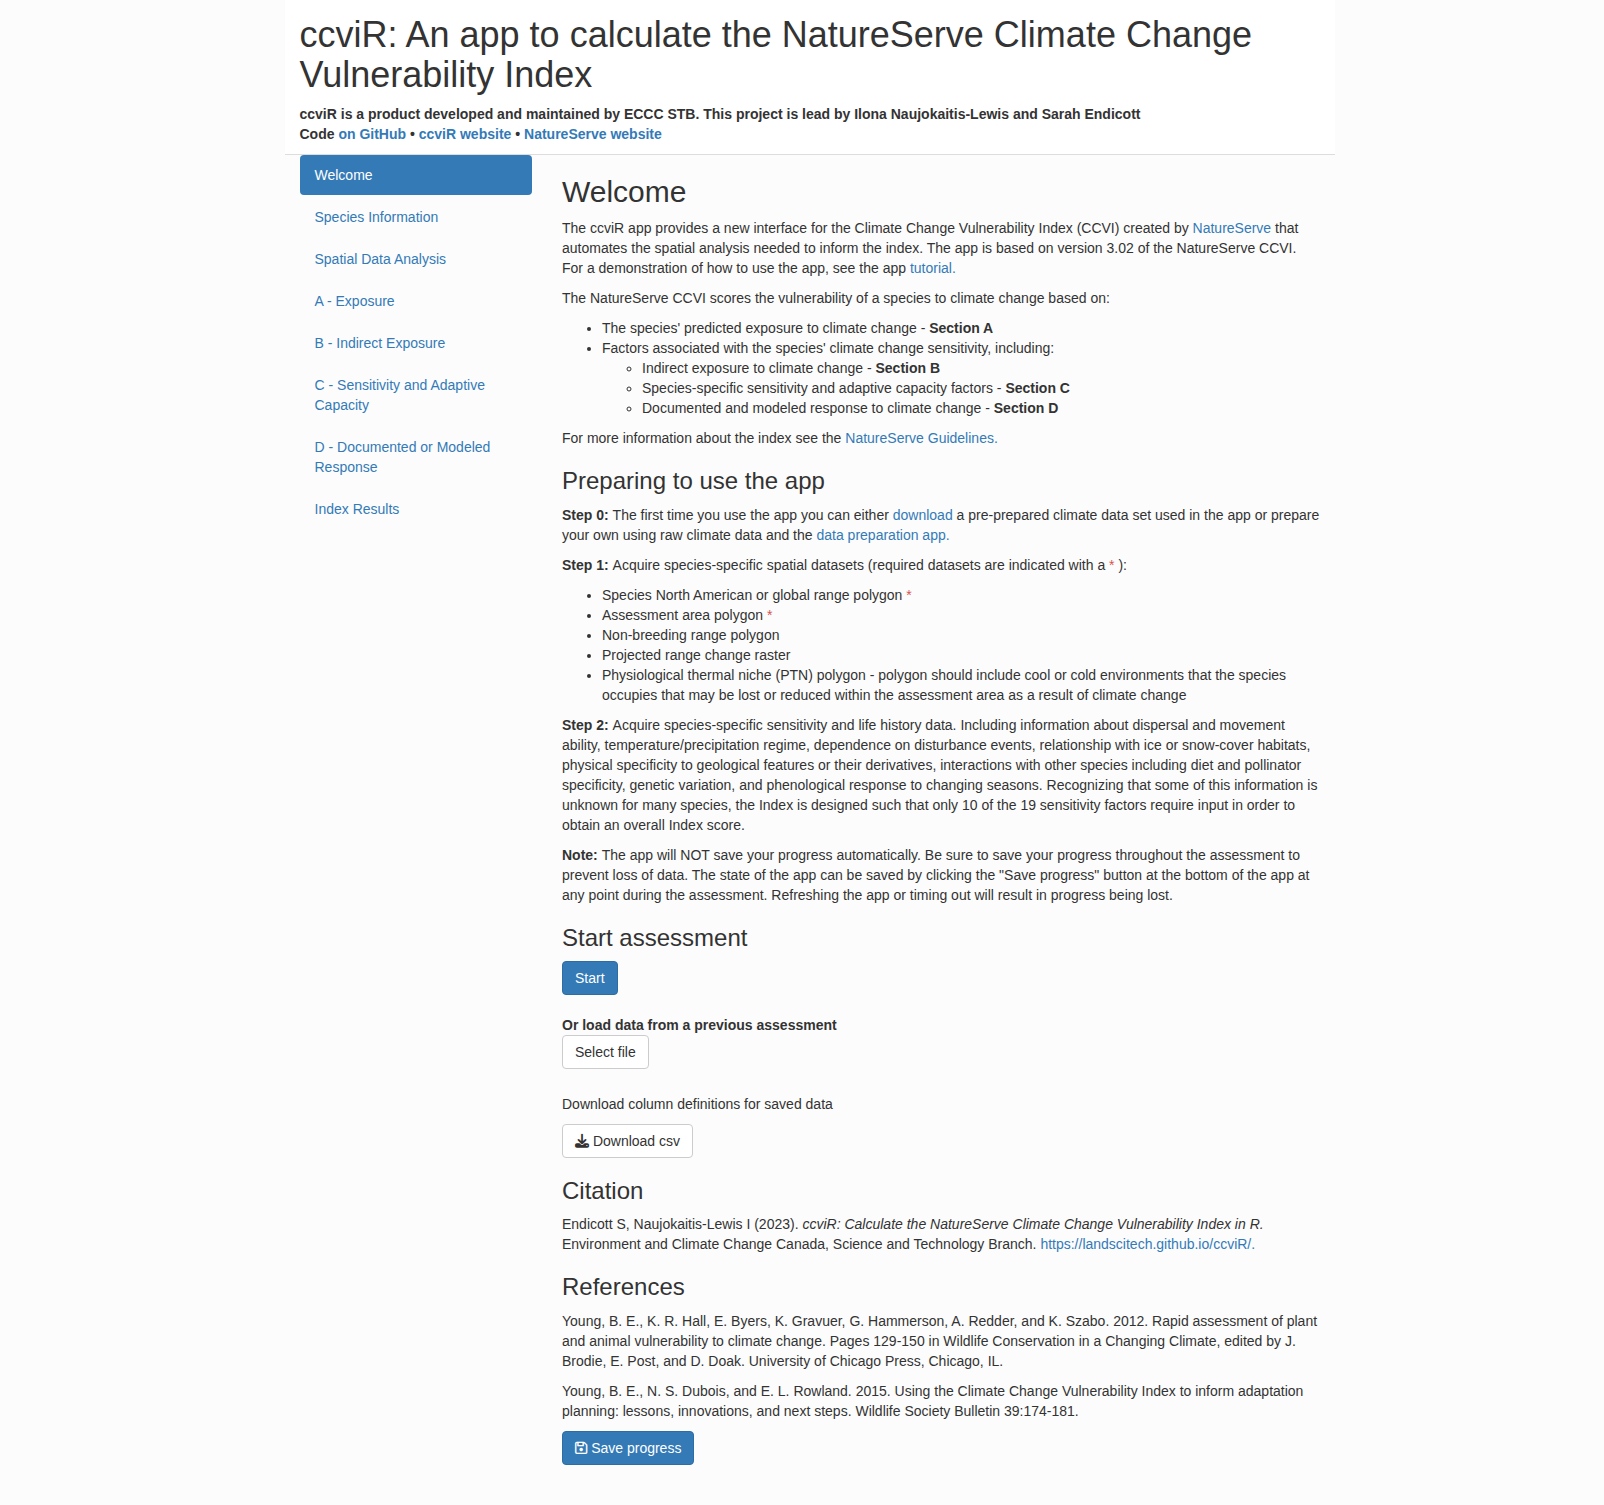 ccviR: An app to calculate the NatureServe Climate Change
Vulnerability Index
ccviR is a product developed and maintained by ECCC STB. This project is lead by Ilona Naujokaitis-Lewis and Sarah Endicott
Code on GitHub • ccviR website • NatureServe website
Welcome
Species Information
Spatial Data Analysis
A - Exposure
B - Indirect Exposure
C - Sensitivity and Adaptive
Capacity
D - Documented or Modeled
Response
Index Results
Welcome
The ccviR app provides a new interface for the Climate Change Vulnerability Index (CCVI) created by NatureServe that
automates the spatial analysis needed to inform the index. The app is based on version 3.02 of the NatureServe CCVI.
For a demonstration of how to use the app, see the app tutorial.
The NatureServe CCVI scores the vulnerability of a species to climate change based on:
• The species' predicted exposure to climate change - Section A
• Factors associated with the species' climate change sensitivity, including:
◦ Indirect exposure to climate change - Section B
◦ Species-specific sensitivity and adaptive capacity factors - Section C
◦ Documented and modeled response to climate change - Section D
For more information about the index see the NatureServe Guidelines.
Preparing to use the app
Step 0: The first time you use the app you can either download a pre-prepared climate data set used in the app or prepare
your own using raw climate data and the data preparation app.
Step 1: Acquire species-specific spatial datasets (required datasets are indicated with a * ):
• Species North American or global range polygon *
• Assessment area polygon *
• Non-breeding range polygon
• Projected range change raster
• Physiological thermal niche (PTN) polygon - polygon should include cool or cold environments that the species
occupies that may be lost or reduced within the assessment area as a result of climate change
Step 2: Acquire species-specific sensitivity and life history data. Including information about dispersal and movement
ability, temperature/precipitation regime, dependence on disturbance events, relationship with ice or snow-cover habitats,
physical specificity to geological features or their derivatives, interactions with other species including diet and pollinator
specificity, genetic variation, and phenological response to changing seasons. Recognizing that some of this information is
unknown for many species, the Index is designed such that only 10 of the 19 sensitivity factors require input in order to
obtain an overall Index score.
Note: The app will NOT save your progress automatically. Be sure to save your progress throughout the assessment to
prevent loss of data. The state of the app can be saved by clicking the "Save progress" button at the bottom of the app at
any point during the assessment. Refreshing the app or timing out will result in progress being lost.
Start assessment
Start
Or load data from a previous assessment
Select file
Download column definitions for saved data
Download csv
Citation
Endicott S, Naujokaitis-Lewis I (2023). ccviR: Calculate the NatureServe Climate Change Vulnerability Index in R.
Environment and Climate Change Canada, Science and Technology Branch. https://landscitech.github.io/ccviR/.
References
Young, B. E., K. R. Hall, E. Byers, K. Gravuer, G. Hammerson, A. Redder, and K. Szabo. 2012. Rapid assessment of plant
and animal vulnerability to climate change. Pages 129-150 in Wildlife Conservation in a Changing Climate, edited by J.
Brodie, E. Post, and D. Doak. University of Chicago Press, Chicago, IL.
Young, B. E., N. S. Dubois, and E. L. Rowland. 2015. Using the Climate Change Vulnerability Index to inform adaptation
planning: lessons, innovations, and next steps. Wildlife Society Bulletin 39:174-181.
Save progress